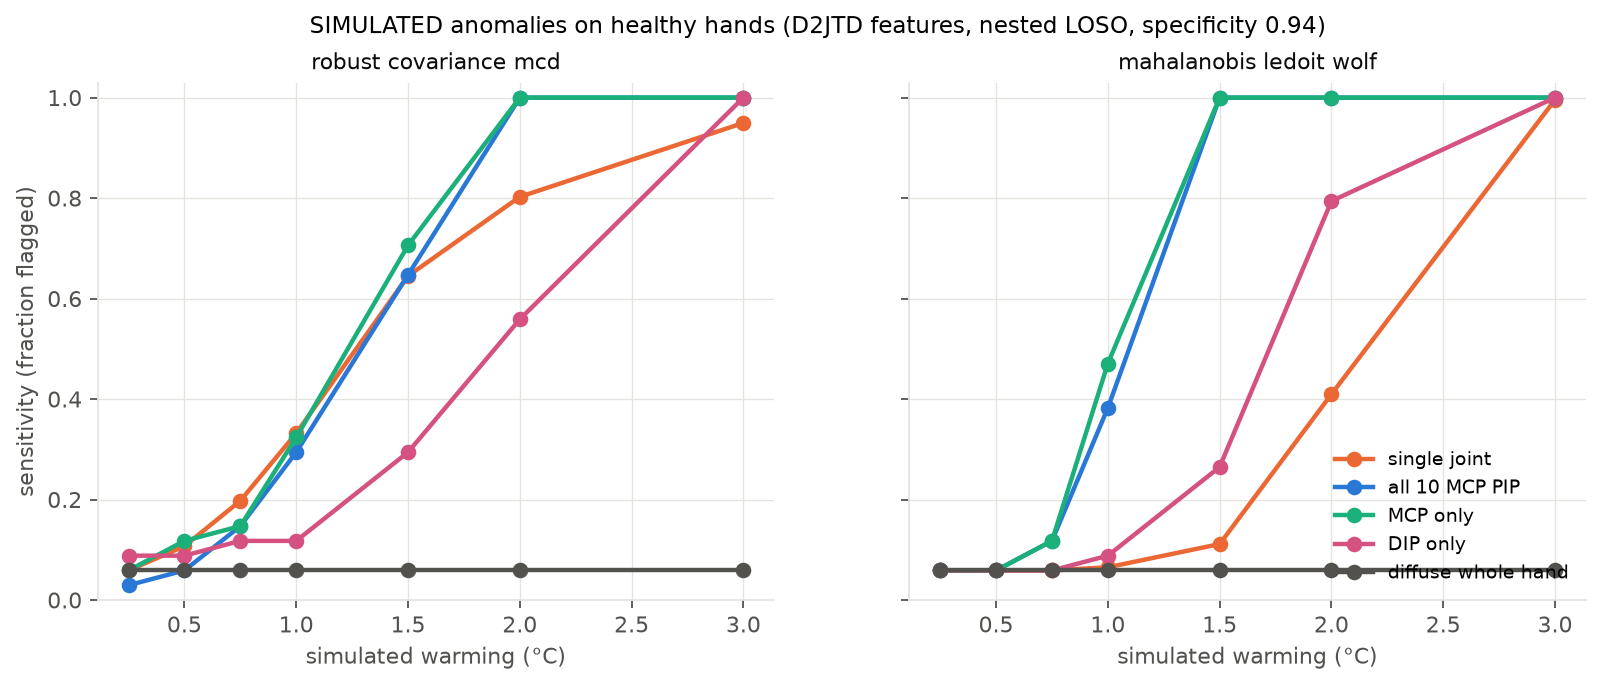 SIMULATED anomalies on healthy hands (D2JTD features, nested LOSO, specificity 0.94)
robust covariance mcd
mahalanobis ledoit wolf
sensitivity (fraction flagged)
1.0
0.8
0.6
0.4
0.2
0.0
0.5 1.0 1.5 2.0 2.5 3.0
simulated warming (°C)
single joint
all 10 MCP PIP
MCP only
DIP only
diffuse whole hand
0.5 1.0 1.5 2.0 2.5 3.0
simulated warming (°C)